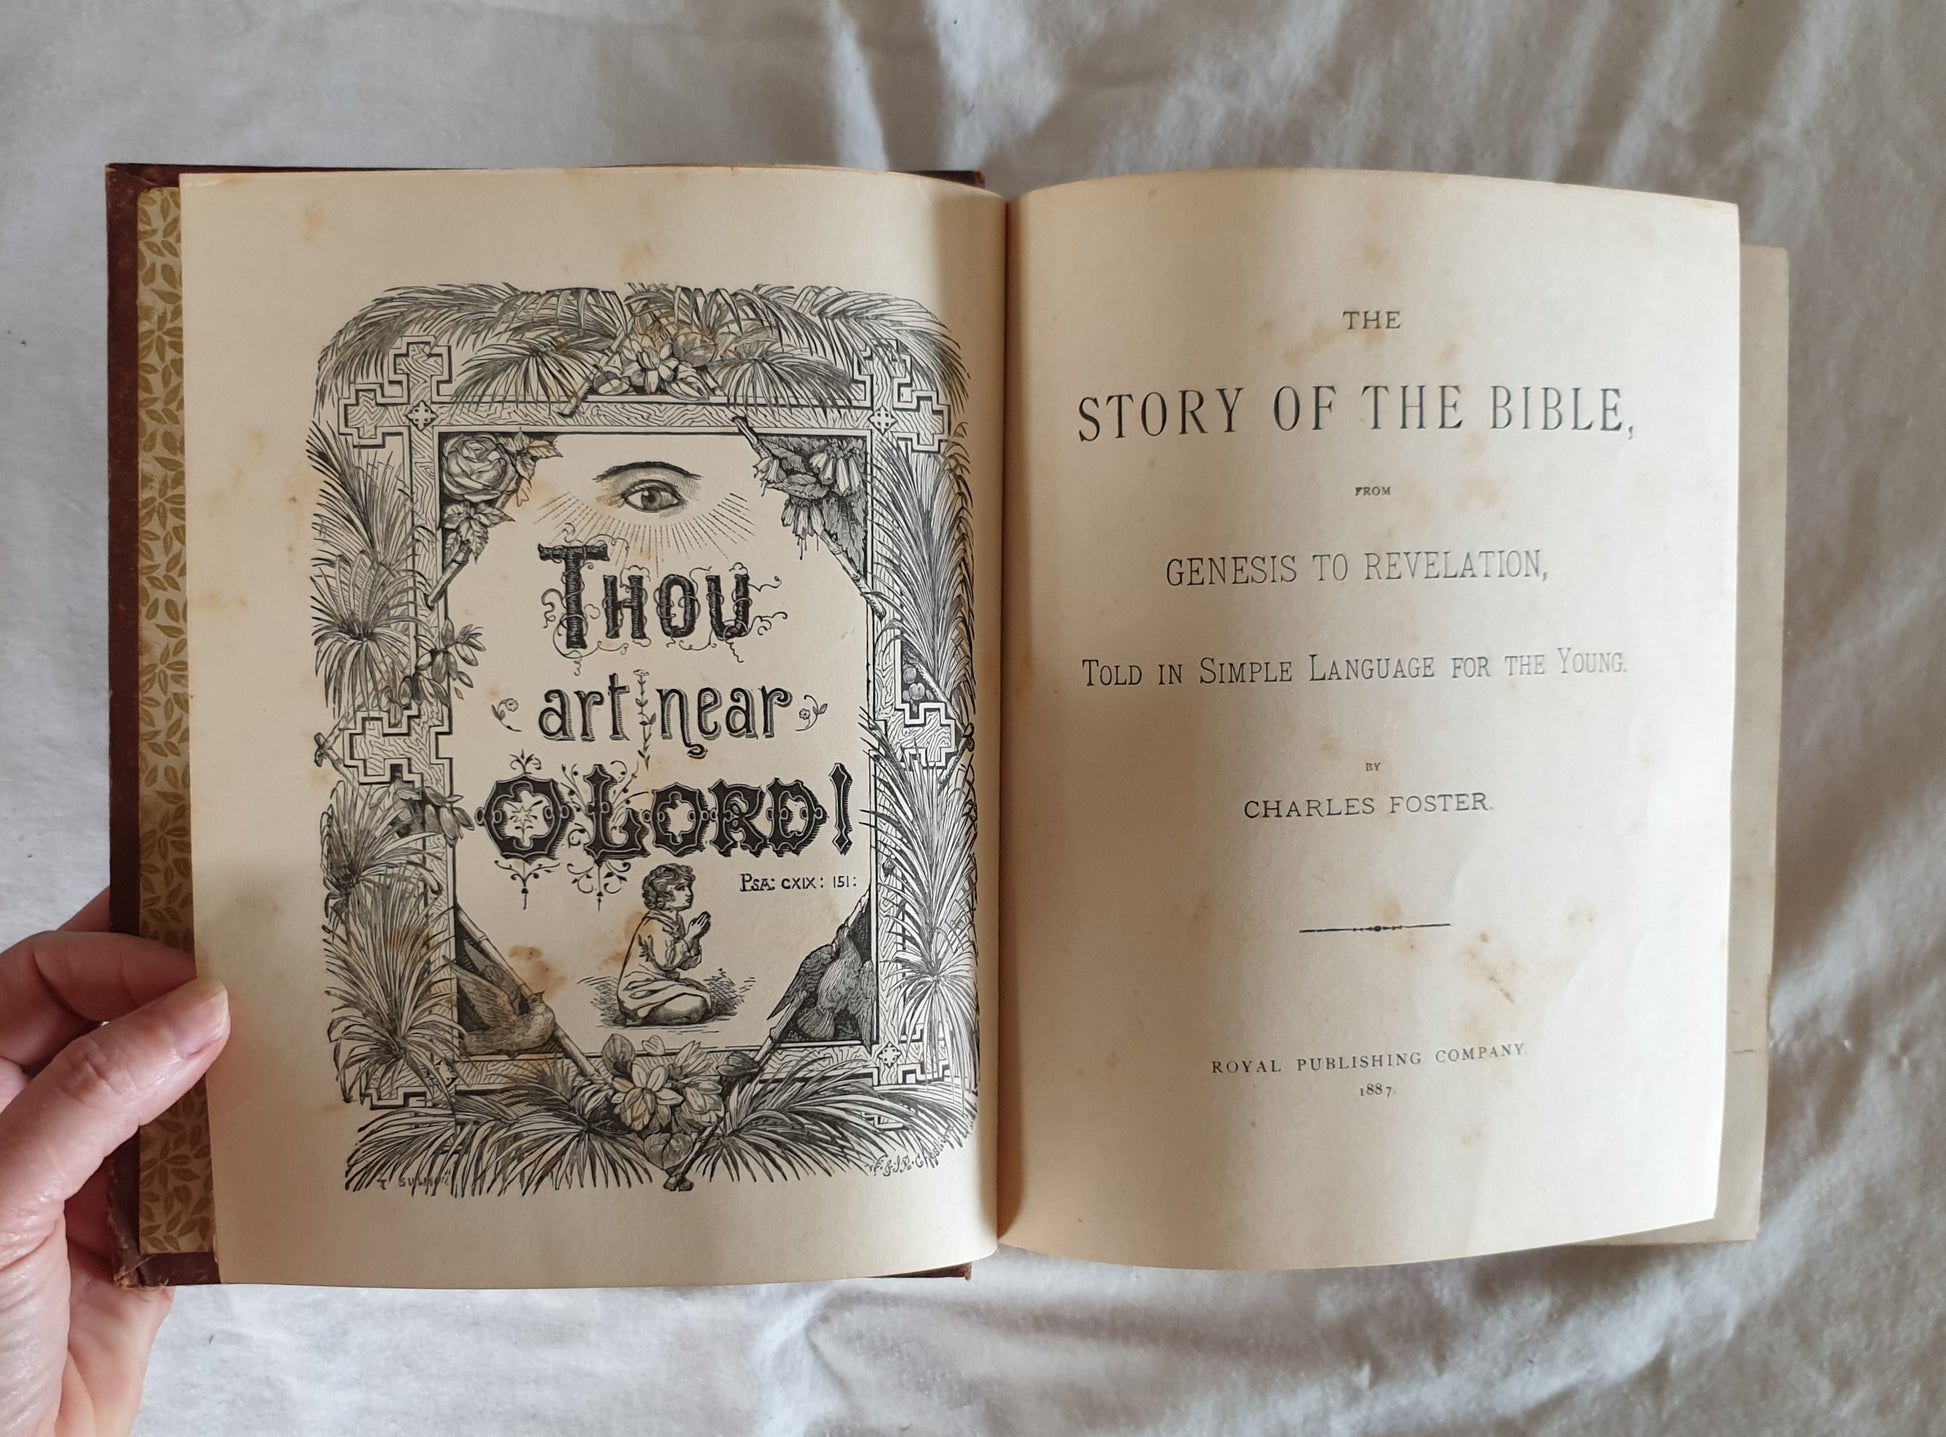 THOU
art near
O LORD!
PSA: CXIX: 151:
THE
STORY OF THE BIBLE,
FROM
GENESIS TO REVELATION,
TOLD IN SIMPLE LANGUAGE FOR THE YOUNG.
BY
CHARLES FOSTER.
ROYAL PUBLISHING COMPANY.
1887.